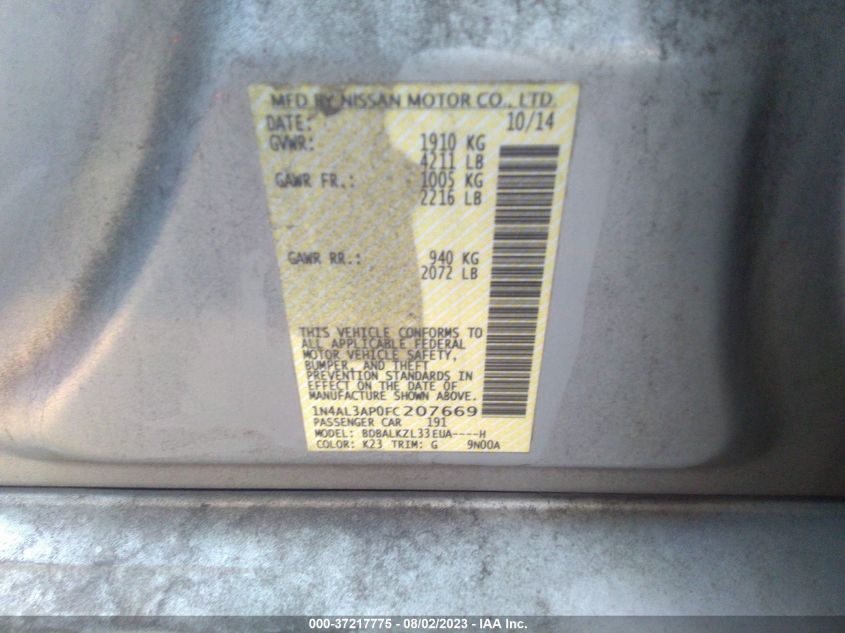 MFD BY NISSAN MOTOR CO., LTD.
DATE: 10/14
GVWR: 1910 KG
4211 LB
GAWR FR.: 1005 KG
2216 LB
GAWR RR.: 940 KG
2072 LB
THIS VEHICLE CONFORMS TO
ALL APPLICABLE FEDERAL
MOTOR VEHICLE SAFETY,
BUMPER, AND THEFT
PREVENTION STANDARDS IN
EFFECT ON THE DATE OF
MANUFACTURE SHOWN ABOVE.
1N4AL3AP0FC207669
PASSENGER CAR 191
MODEL: BDBALKZL33EUA----H
COLOR: K23 TRIM: G 9N00A
000-37217775 - 08/02/2023 - IAA Inc.